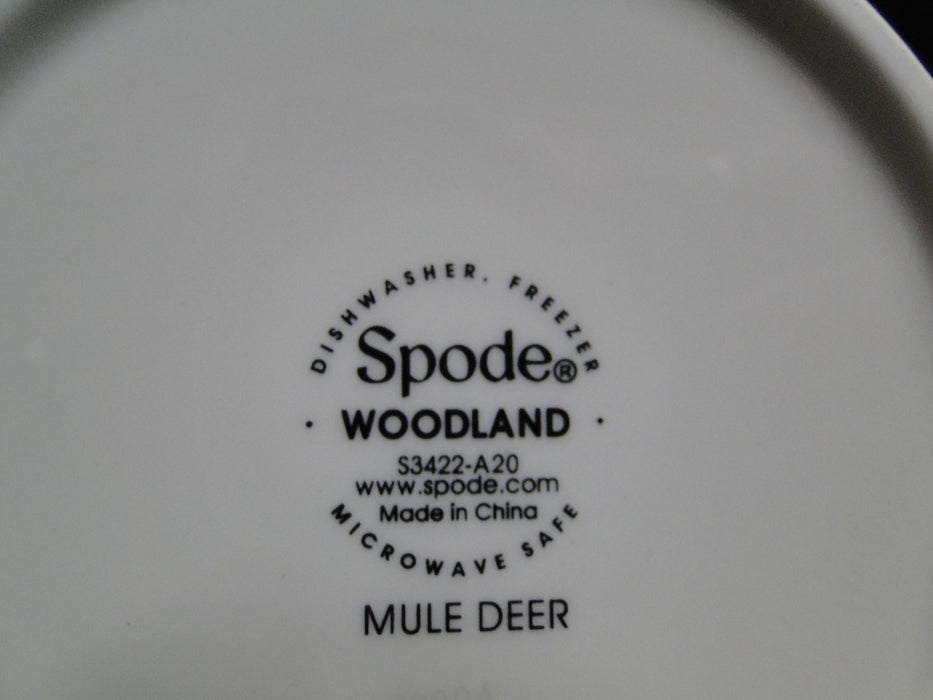 DISHWASHER. FREEZER
Spode®
· WOODLAND ·
S3422-A20
www.spode.com
Made in China
MICROWAVE SAFE
MULE DEER